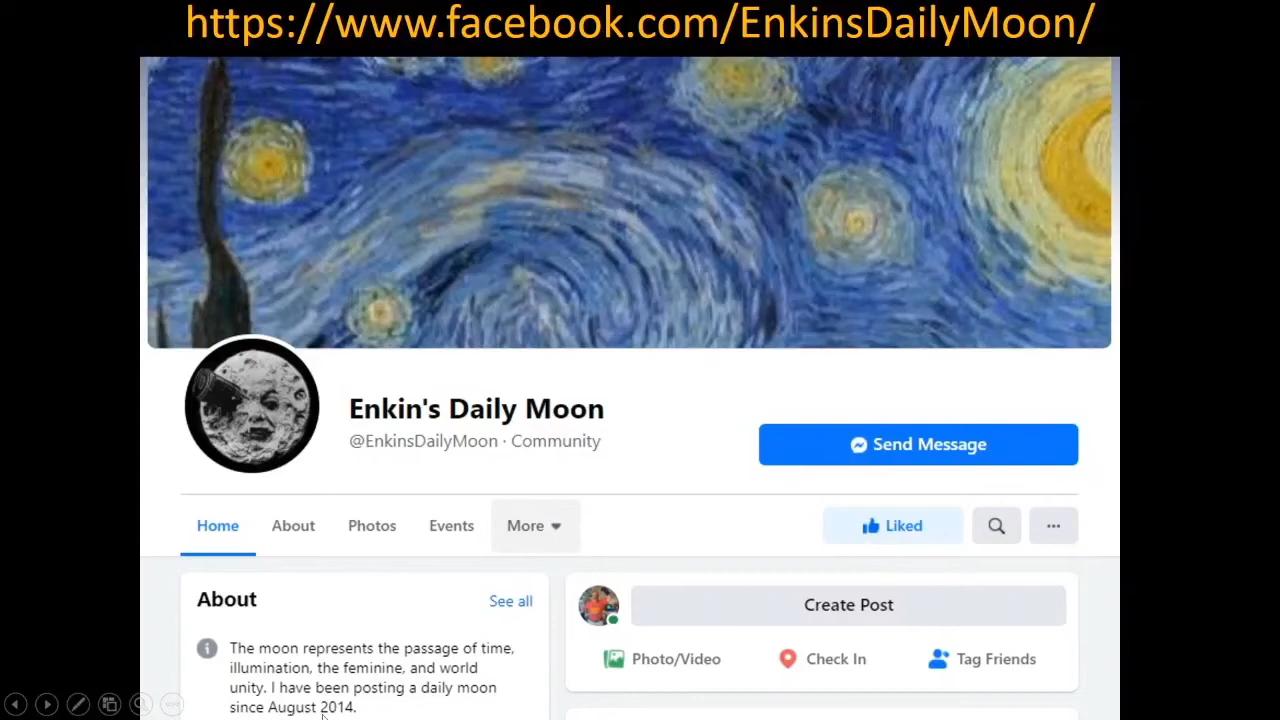 https://www.facebook.com/EnkinsDailyMoon/
Enkin's Daily Moon
@EnkinsDailyMoon · Community
Send Message
Home About Photos Events More
Liked
About See all
The moon represents the passage of time,
illumination, the feminine, and world
unity. I have been posting a daily moon
since August 2014.
Create Post
Photo/Video Check In Tag Friends